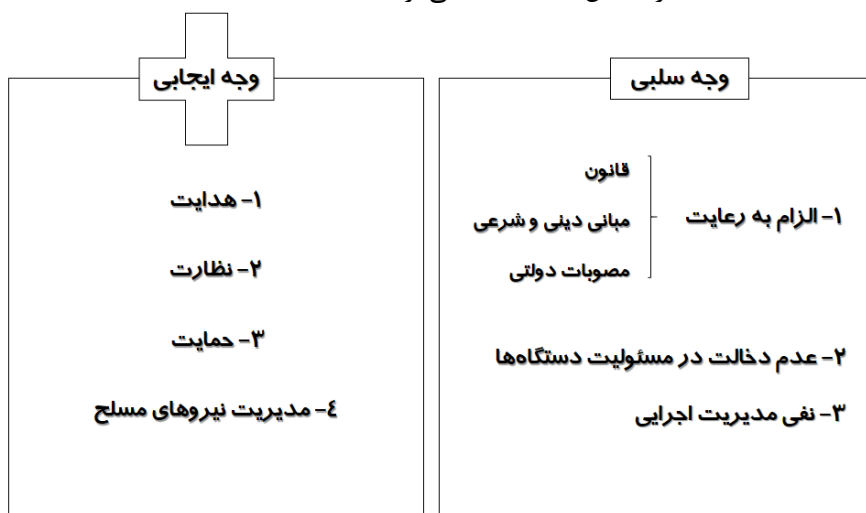 وجه سلبی
۱- الزام به رعایت
قانون
مبانی دینی و شرعی
مصوبات دولتی
۲- عدم دخالت در مسئولیت دستگاه‌ها
۳- نفی مدیریت اجرایی
وجه ایجابی
۱- هدایت
۲- نظارت
۳- حمایت
٤- مدیریت نیروهای مسلح